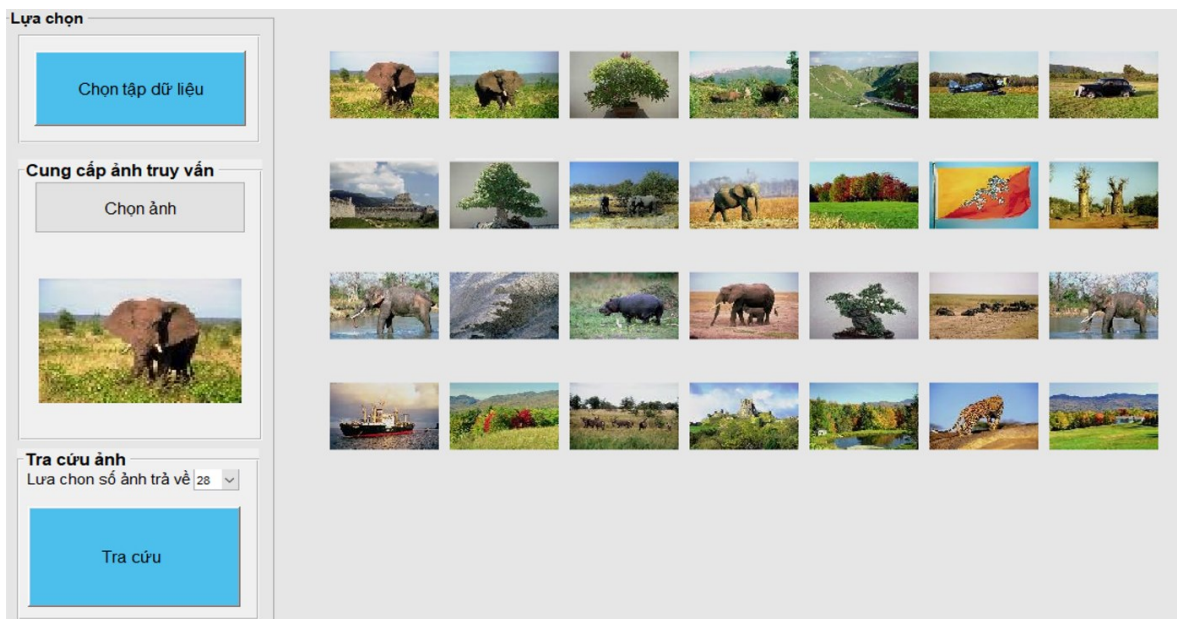 Lựa chọn
Chọn tập dữ liệu
Cung cấp ảnh truy vấn
Chọn ảnh
Tra cứu ảnh
Lưa chon số ảnh trả về 28
Tra cứu